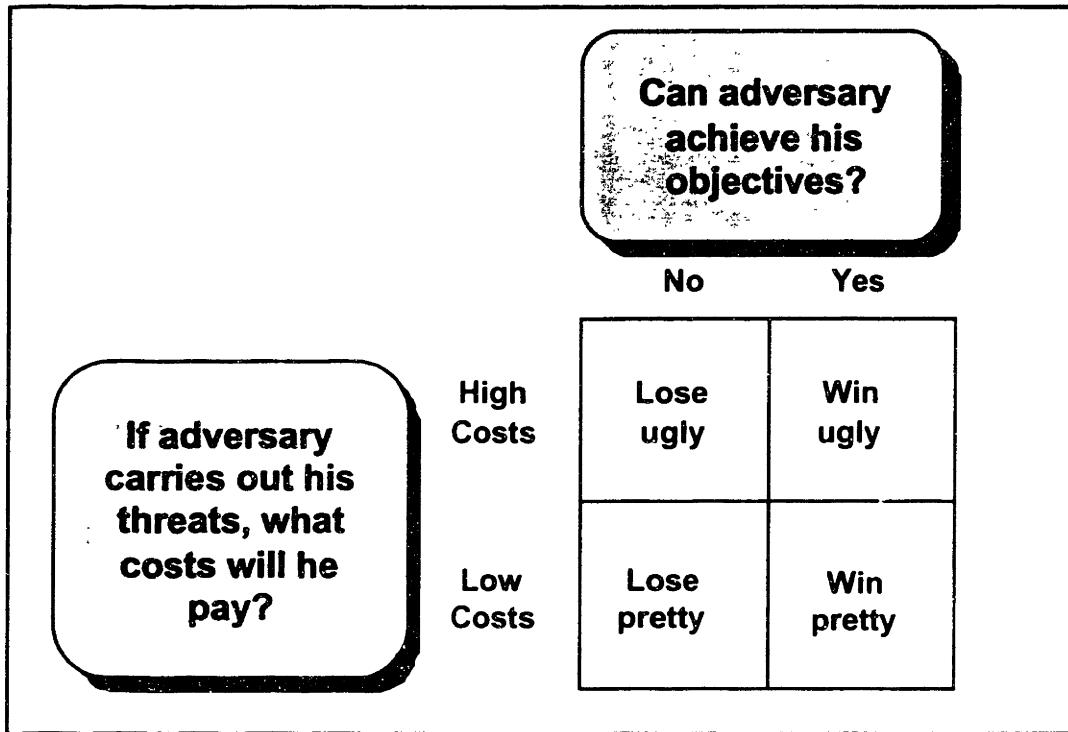 Can adversary
achieve his
objectives?
No Yes
If adversary
carries out his
threats, what
costs will he
pay?
High
Costs
Lose
ugly
Win
ugly
Low
Costs
Lose
pretty
Win
pretty